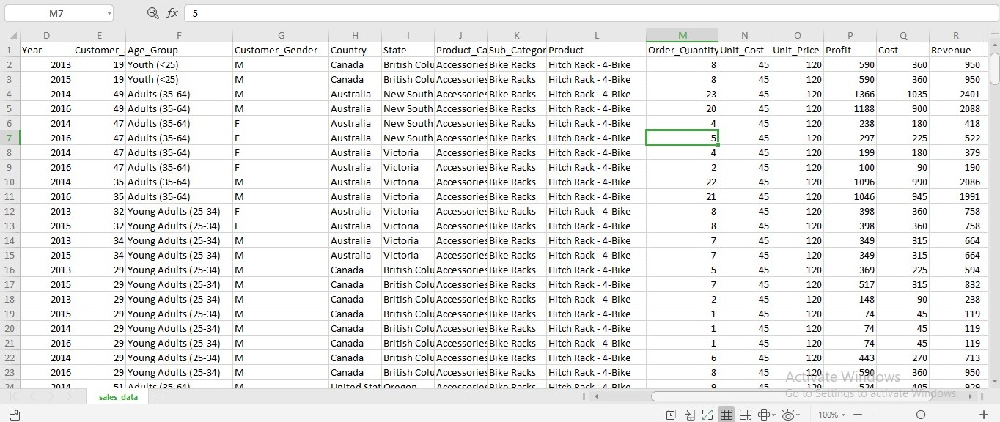 M7 fx 5
D E F G H I J K L M N O P Q R
1 Year Customer_A Age_Group Customer_Gender Country State Product_Ca Sub_Categor Product Order_Quantity Unit_Cost Unit_Price Profit Cost Revenue
2 2013 19 Youth (<25) M Canada British Colu Accessories Bike Racks Hitch Rack - 4-Bike 8 45 120 590 360 950
3 2015 19 Youth (<25) M Canada British Colu Accessories Bike Racks Hitch Rack - 4-Bike 8 45 120 590 360 950
4 2014 49 Adults (35-64) M Australia New South Accessories Bike Racks Hitch Rack - 4-Bike 23 45 120 1366 1035 2401
5 2016 49 Adults (35-64) M Australia New South Accessories Bike Racks Hitch Rack - 4-Bike 20 45 120 1188 900 2088
6 2014 47 Adults (35-64) F Australia New South Accessories Bike Racks Hitch Rack - 4-Bike 4 45 120 238 180 418
7 2016 47 Adults (35-64) F Australia New South Accessories Bike Racks Hitch Rack - 4-Bike 5 45 120 297 225 522
8 2014 47 Adults (35-64) F Australia Victoria Accessories Bike Racks Hitch Rack - 4-Bike 4 45 120 199 180 379
9 2016 47 Adults (35-64) F Australia Victoria Accessories Bike Racks Hitch Rack - 4-Bike 2 45 120 100 90 190
10 2014 35 Adults (35-64) M Australia Victoria Accessories Bike Racks Hitch Rack - 4-Bike 22 45 120 1096 990 2086
11 2016 35 Adults (35-64) M Australia Victoria Accessories Bike Racks Hitch Rack - 4-Bike 21 45 120 1046 945 1991
12 2013 32 Young Adults (25-34) F Australia Victoria Accessories Bike Racks Hitch Rack - 4-Bike 8 45 120 398 360 758
13 2015 32 Young Adults (25-34) F Australia Victoria Accessories Bike Racks Hitch Rack - 4-Bike 8 45 120 398 360 758
14 2013 34 Young Adults (25-34) M Australia Victoria Accessories Bike Racks Hitch Rack - 4-Bike 7 45 120 349 315 664
15 2015 34 Young Adults (25-34) M Australia Victoria Accessories Bike Racks Hitch Rack - 4-Bike 7 45 120 349 315 664
16 2013 29 Young Adults (25-34) M Canada British Colu Accessories Bike Racks Hitch Rack - 4-Bike 5 45 120 369 225 594
17 2015 29 Young Adults (25-34) M Canada British Colu Accessories Bike Racks Hitch Rack - 4-Bike 7 45 120 517 315 832
18 2013 29 Young Adults (25-34) M Canada British Colu Accessories Bike Racks Hitch Rack - 4-Bike 2 45 120 148 90 238
19 2015 29 Young Adults (25-34) M Canada British Colu Accessories Bike Racks Hitch Rack - 4-Bike 1 45 120 74 45 119
20 2014 29 Young Adults (25-34) M Canada British Colu Accessories Bike Racks Hitch Rack - 4-Bike 1 45 120 74 45 119
21 2016 29 Young Adults (25-34) M Canada British Colu Accessories Bike Racks Hitch Rack - 4-Bike 1 45 120 74 45 119
22 2014 29 Young Adults (25-34) M Canada British Colu Accessories Bike Racks Hitch Rack - 4-Bike 6 45 120 443 270 713
23 2016 29 Young Adults (25-34) M Canada British Colu Accessories Bike Racks Hitch Rack - 4-Bike 8 45 120 590 360 950
24 2014 51 Adults (35-64) M United Stat Oregon Accessories Bike Racks Hitch Rack - 4-Bike 9 45 120 524 405 929
Activate Windows
Go to Settings to activate Windows.
sales_data
100%